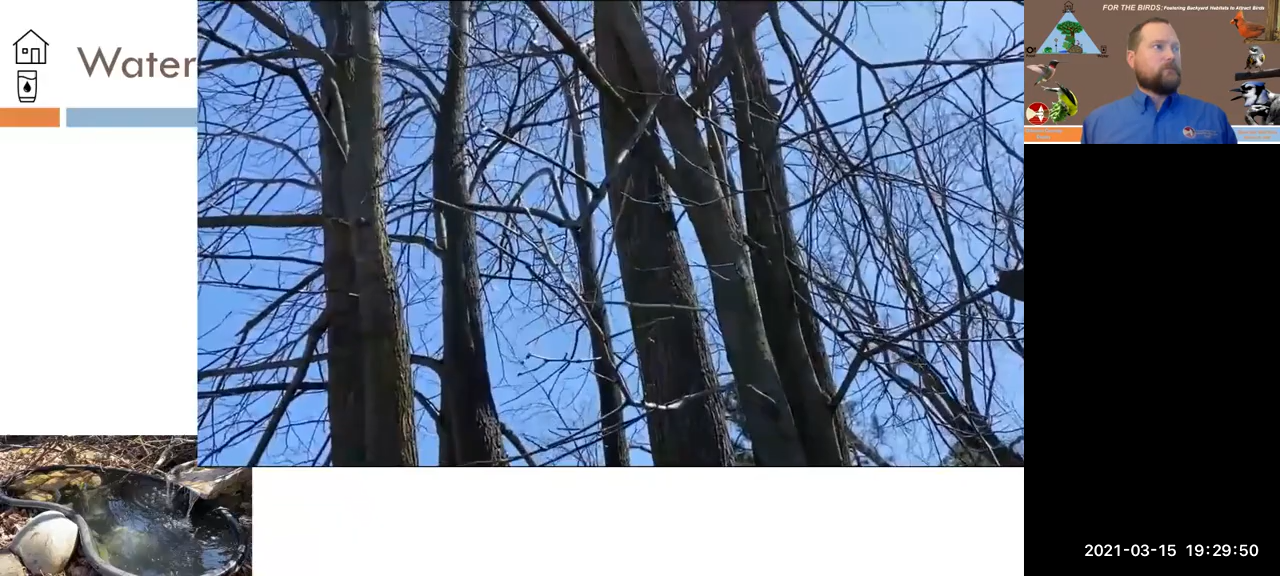 Water
FOR THE BIRDS: Fostering Backyard Habitats to Attract Birds
2021-03-15 19:29:50